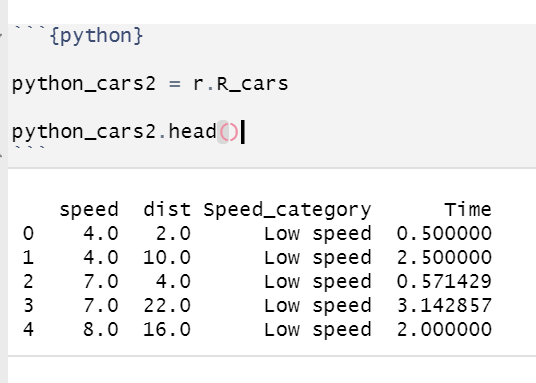 ```{python}
python_cars2 = r.R_cars
python_cars2.head()
```
speed dist Speed_category Time
0 4.0 2.0 Low speed 0.500000
1 4.0 10.0 Low speed 2.500000
2 7.0 4.0 Low speed 0.571429
3 7.0 22.0 Low speed 3.142857
4 8.0 16.0 Low speed 2.000000